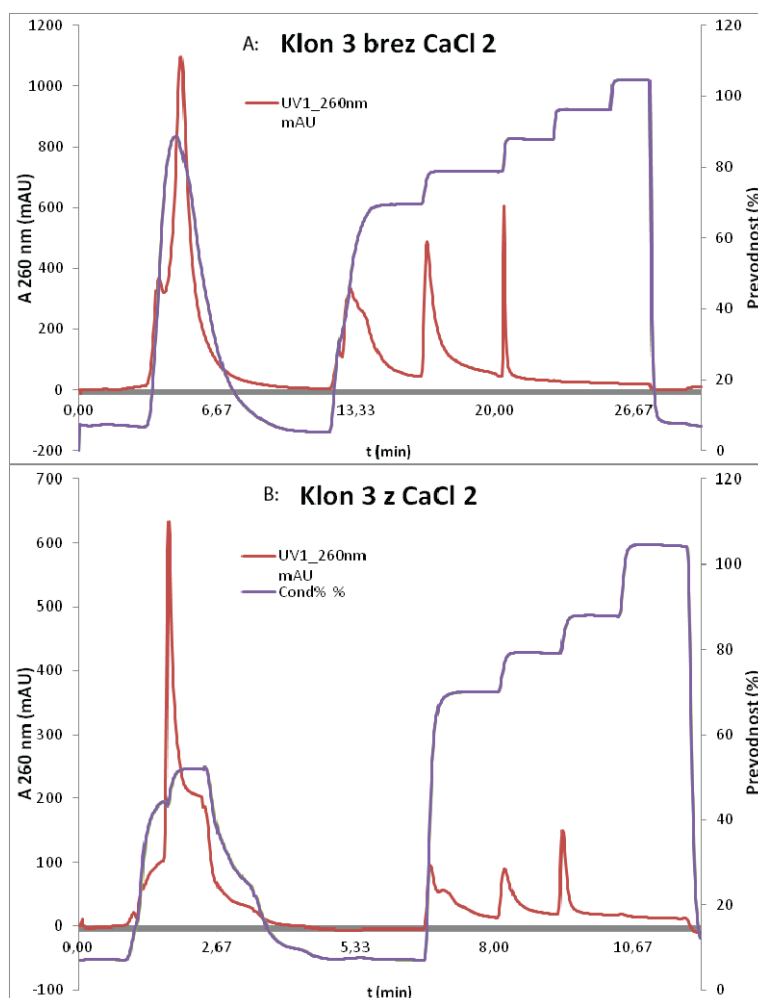 A: Klon 3 brez CaCl 2
UV1_260nm
mAU
A 260 nm (mAU)
1200
1000
800
600
400
200
0
-200
Prevodnost (%)
120
100
80
60
40
20
0
0,00 6,67 13,33 20,00 26,67
t (min)
B: Klon 3 z CaCl 2
UV1_260nm
mAU
Cond% %
A 260 nm (mAU)
700
600
500
400
300
200
100
0
-100
Prevodnost (%)
120
100
80
60
40
20
0
0,00 2,67 5,33 8,00 10,67
t (min)